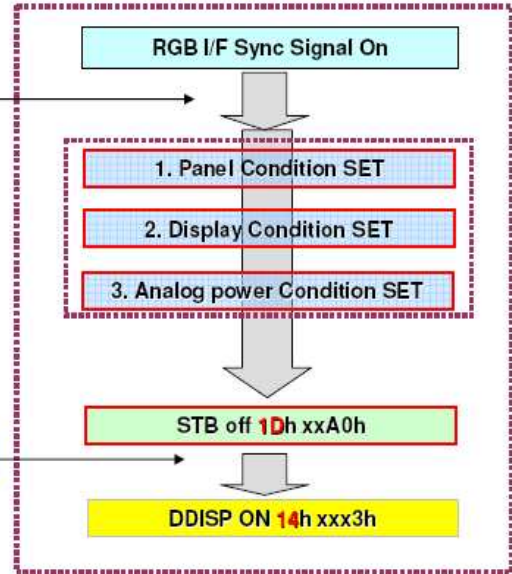 RGB I/F Sync Signal On
1. Panel Condition SET
2. Display Condition SET
3. Analog power Condition SET
STB off 1Dh xxA0h
DDISP ON 14h xxx3h